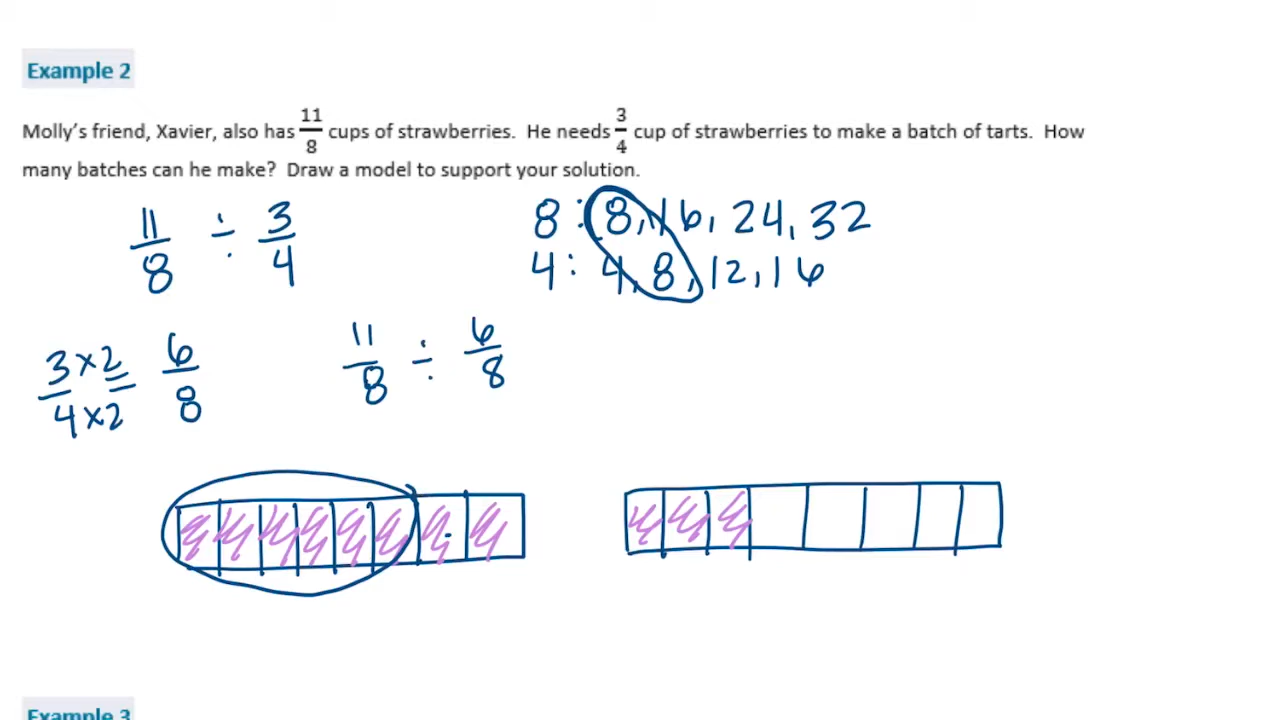 Example 2
Molly's friend, Xavier, also has 11/8 cups of strawberries. He needs 3/4 cup of strawberries to make a batch of tarts. How
many batches can he make? Draw a model to support your solution.
11/8 ÷ 3/4
8: 8, 16, 24, 32
4: 4, 8, 12, 16
3×2/4×2 = 6/8
11/8 ÷ 6/8
Example 3